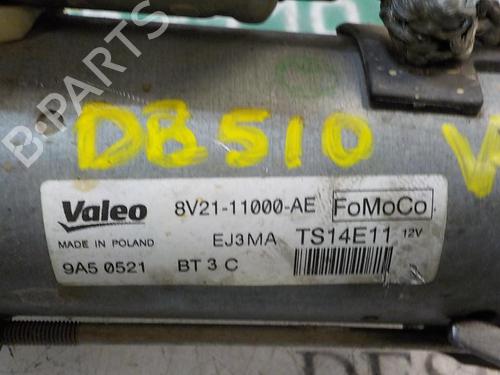 B-PARTS
DB510
Valeo
8V21-11000-AE FoMoCo
MADE IN POLAND
EJ3MA TS14E11 12V
9A5 0521 BT 3 C